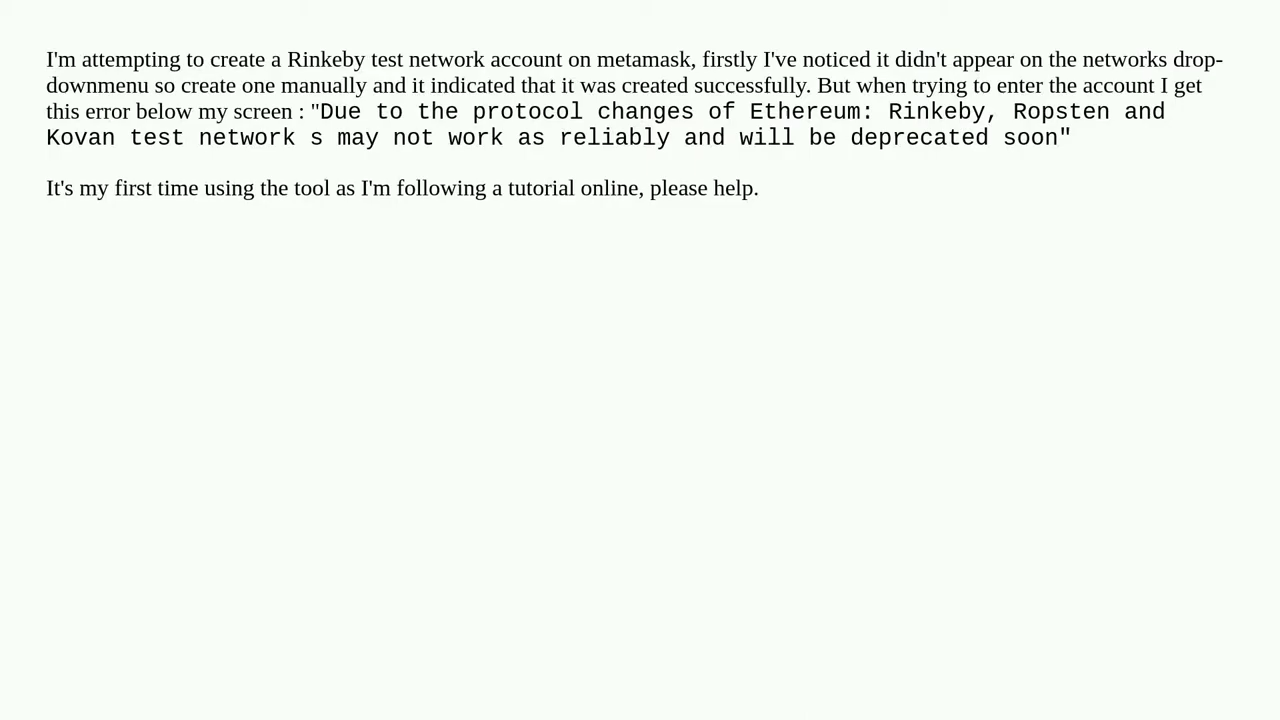 I'm attempting to create a Rinkeby test network account on metamask, firstly I've noticed it didn't appear on the networks drop-
downmenu so create one manually and it indicated that it was created successfully. But when trying to enter the account I get
this error below my screen : "Due to the protocol changes of Ethereum: Rinkeby, Ropsten and
Kovan test network s may not work as reliably and will be deprecated soon"
It's my first time using the tool as I'm following a tutorial online, please help.